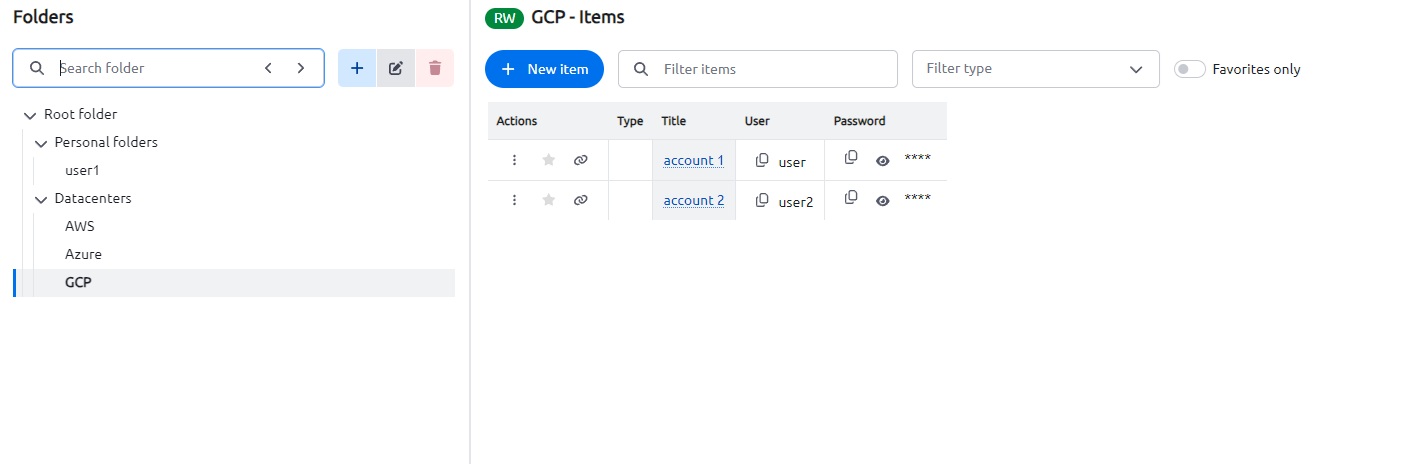 Folders
Search folder
Root folder
Personal folders
user1
Datacenters
AWS
Azure
GCP
RW GCP - Items
New item Filter items Filter type Favorites only
Actions Type Title User Password
account 1 user ****
account 2 user2 ****